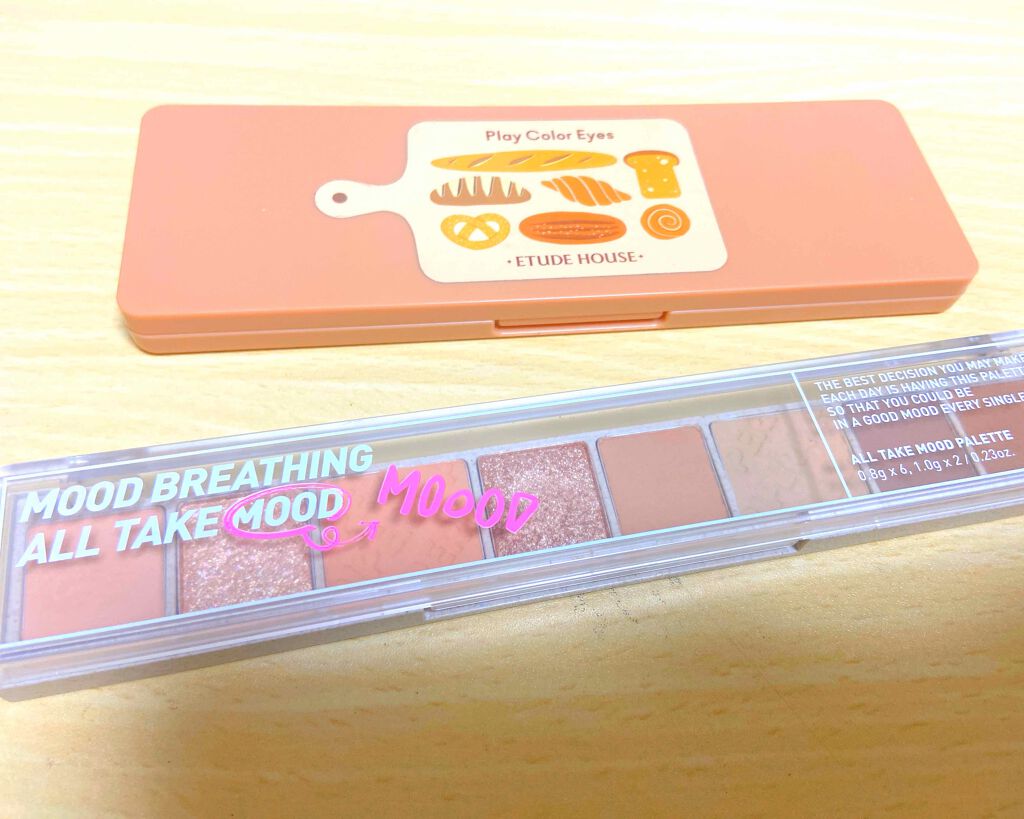 Play Color Eyes
·ETUDE HOUSE·
MOOD BREATHING
ALL TAKE MOOD
MOOOD
THE BEST DECISION YOU MAY MAKE
EACH DAY IS HAVING THIS PALETTE
SO THAT YOU COULD BE
IN A GOOD MOOD EVERY SINGLE
ALL TAKE MOOD PALETTE
0.8g x 6, 1.0g x 2 / 0.23oz.